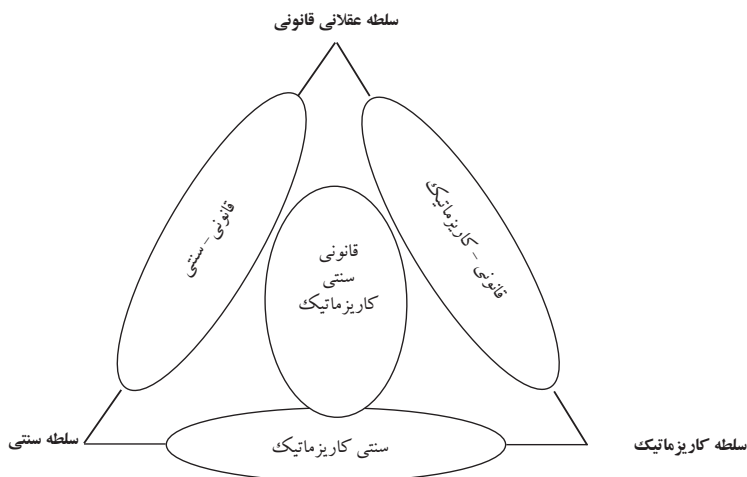 سلطه عقلانی قانونی
قانونی - کاریزماتیک
قانونی - سنتی
قانونی
سنتی
کاریزماتیک
سلطه کاریزماتیک
سنتی کاریزماتیک
سلطه سنتی